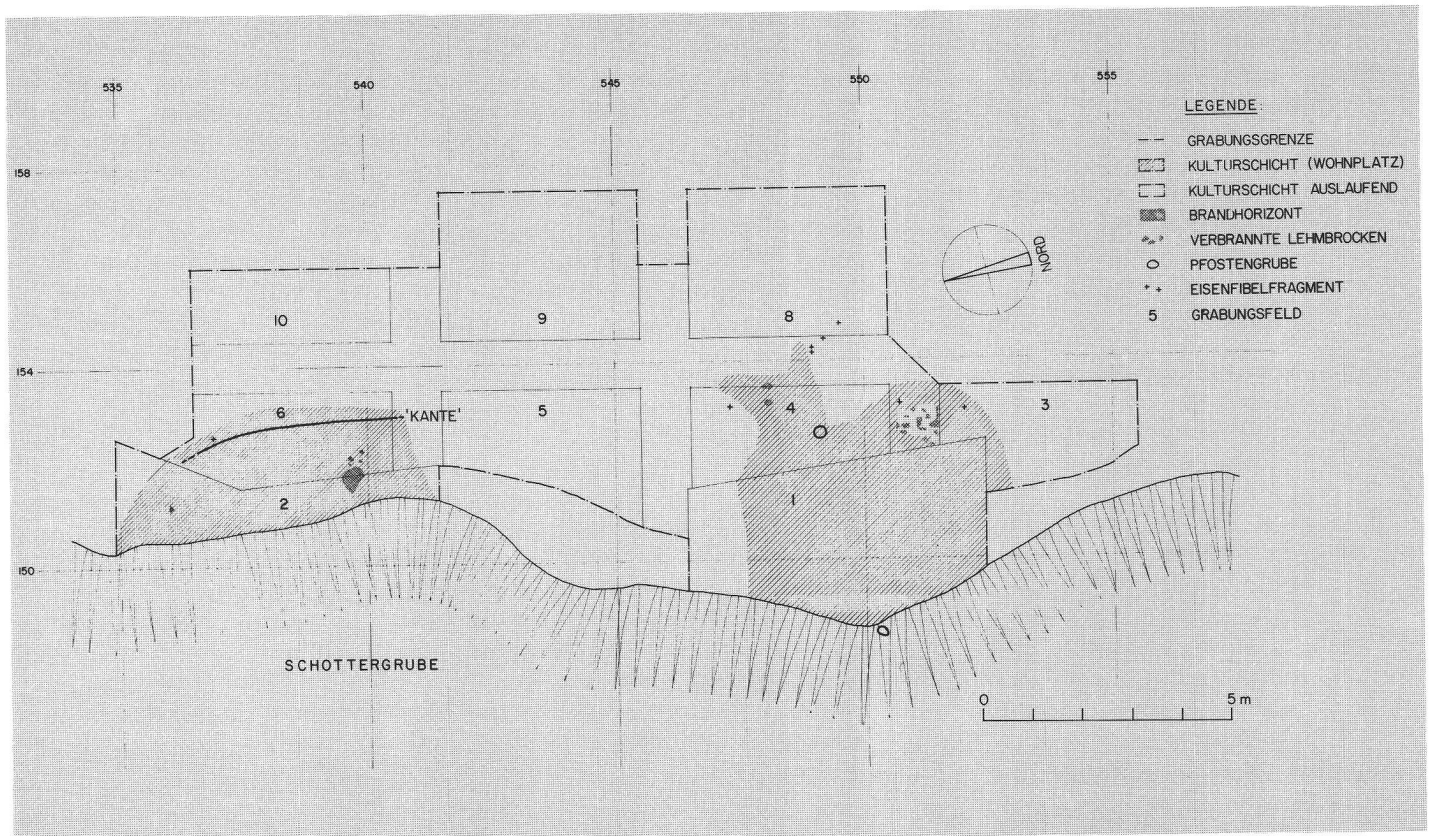 535 540 545 550 555
LEGENDE:
GRABUNGSGRENZE
158
KULTURSCHICHT (WOHNPLATZ)
KULTURSCHICHT AUSLAUFEND
BRANDHORIZONT
VERBRANNTE LEHMBROCKEN
PFOSTENGRUBE
EISENFIBELFRAGMENT
5 GRABUNGSFELD
NORD
10 9 8
154
6 'KANTE' 5 4 3
2 1
150
SCHOTTERGRUBE
0 5 m